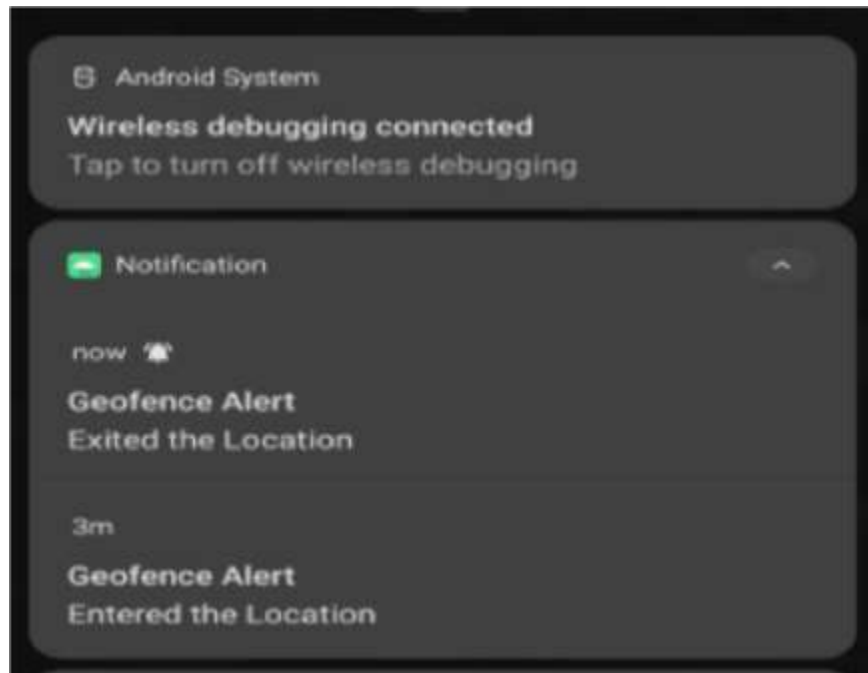 Android System
Wireless debugging connected
Tap to turn off wireless debugging
Notification
now
Geofence Alert
Exited the Location
3m
Geofence Alert
Entered the Location